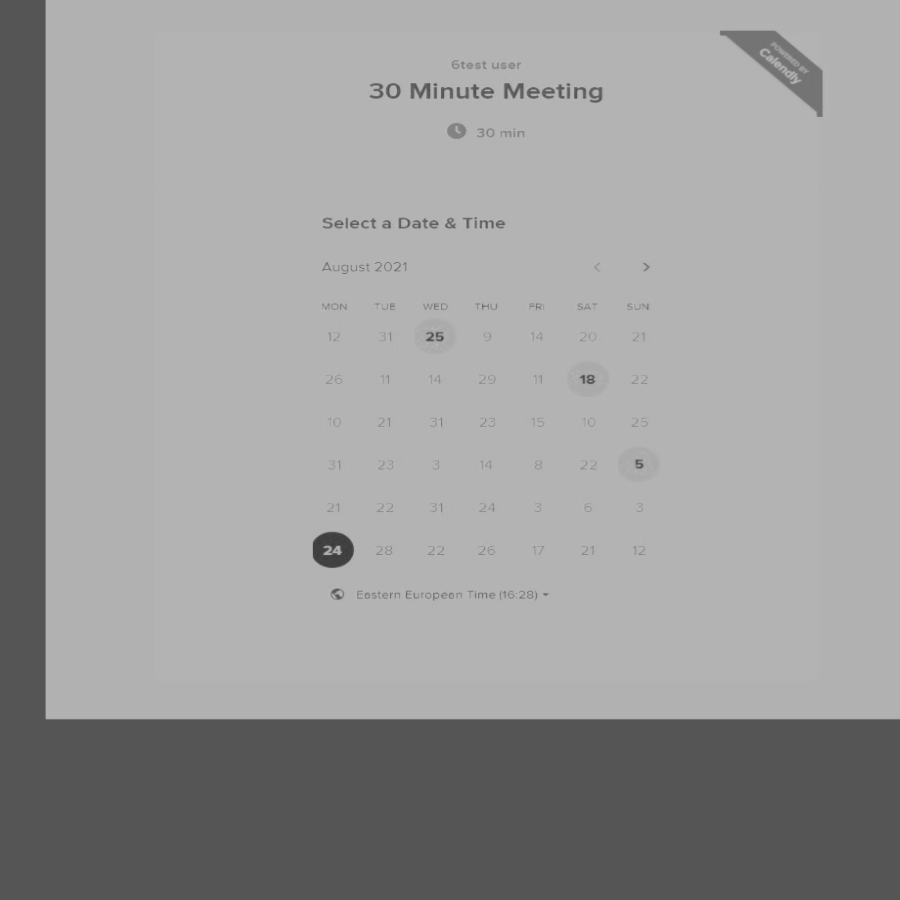 POWERED BY
Calendly
6test user
30 Minute Meeting
30 min
Select a Date & Time
August 2021
MON TUE WED THU FRI SAT SUN
12 31 25 9 14 20 21
26 11 14 29 11 18 22
10 21 31 23 15 10 25
31 23 3 14 8 22 5
21 22 31 24 3 6 3
24 28 22 26 17 21 12
Eastern European Time (16:28)